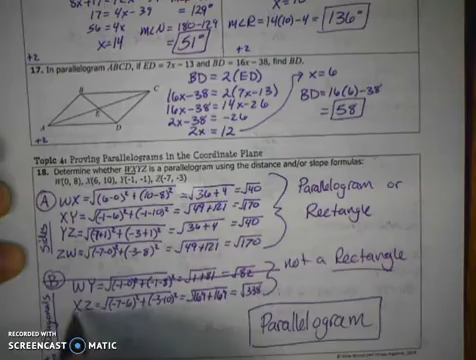 17 = 4x - 39
56 = 4x
x=14
+2
= 129°
m∠N = 180-129
= 51°
m∠R = 14(10)-4 = 136°
+2
17. In parallelogram ABCD, if ED = 7x - 13 and BD = 16x - 38, find BD.
B
C
E
A
D
+2
BD = 2(ED)
16x-38 = 2(7x-13)
16x-38 = 14x-26
2x-38 = -26
2x = 12
x=6
BD = 16(6)-38
= 58
Topic 4: Proving Parallelograms in the Coordinate Plane
18. Determine whether WXYZ is a parallelogram using the distance and/or slope formulas:
W(0, 8), X(6, 10), Y(-1, -1), Z(-7, -3)
A
Sides
WX = √(6-0)²+(10-8)² = √36+4 = √40
XY = √(-1-6)²+(-1-10)² = √49+121 = √170
YZ = √(-7+1)²+(-3+1)² = √36+4 = √40
ZW = √(-7-0)²+(-3-8)² = √49+121 = √170
Parallelogram or
Rectangle
B
WY = √(-1-0)²+(-1-8)² = √1+81 = √82
XZ = √(-7-6)²+(-3-10)² = √169+169 = √338
not a Rectangle
Parallelogram
RECORDED WITH
SCREENCAST MATIC